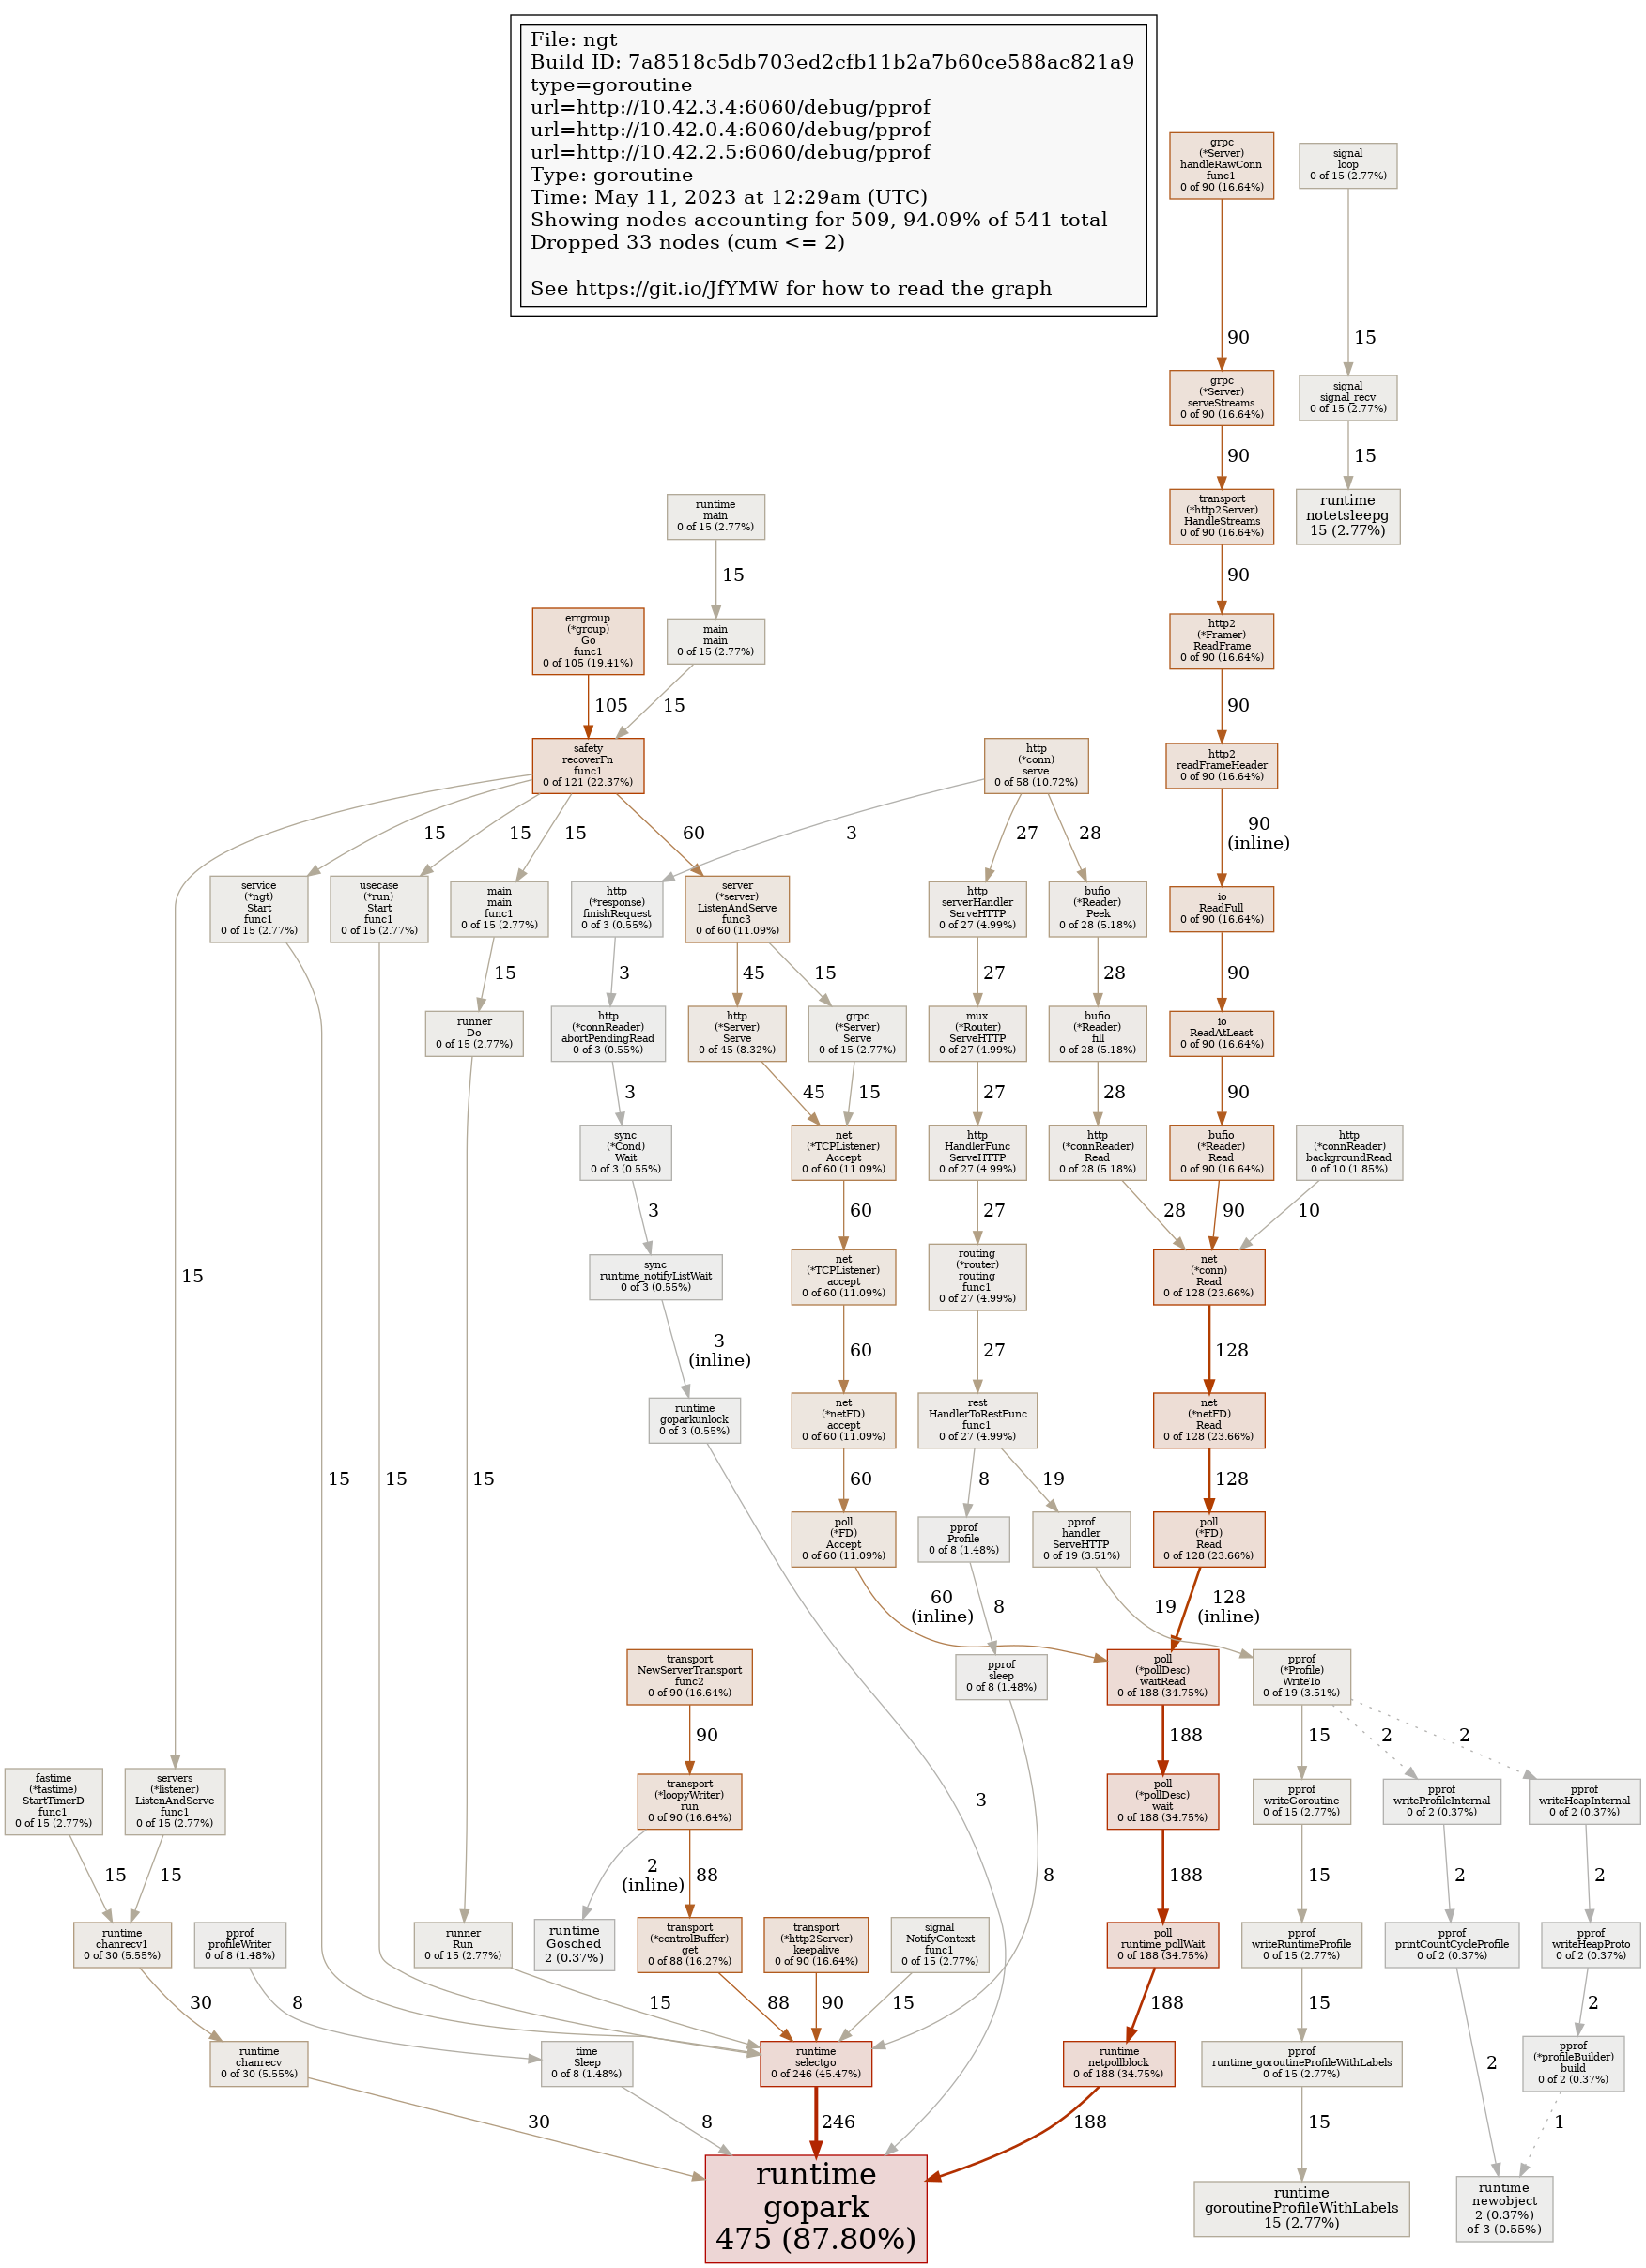 File: ngt
Build ID: 7a8518c5db703ed2cfb11b2a7b60ce588ac821a9
type=goroutine
url=http://10.42.3.4:6060/debug/pprof
url=http://10.42.0.4:6060/debug/pprof
url=http://10.42.2.5:6060/debug/pprof
Type: goroutine
Time: May 11, 2023 at 12:29am (UTC)
Showing nodes accounting for 509, 94.09% of 541 total
Dropped 33 nodes (cum <= 2)
See https://git.io/JfYMW for how to read the graph
grpc
(*Server)
handleRawConn
func1
0 of 90 (16.64%)
signal
loop
0 of 15 (2.77%)
90
15
grpc
(*Server)
serveStreams
0 of 90 (16.64%)
signal
signal_recv
0 of 15 (2.77%)
90
15
runtime
main
0 of 15 (2.77%)
transport
(*http2Server)
HandleStreams
0 of 90 (16.64%)
runtime
notetsleepg
15 (2.77%)
15
90
errgroup
(*group)
Go
func1
0 of 105 (19.41%)
main
main
0 of 15 (2.77%)
http2
(*Framer)
ReadFrame
0 of 90 (16.64%)
105
15
90
safety
recoverFn
func1
0 of 121 (22.37%)
http
(*conn)
serve
0 of 58 (10.72%)
http2
readFrameHeader
0 of 90 (16.64%)
15
15
15
60
3
27
28
90
(inline)
service
(*ngt)
Start
func1
0 of 15 (2.77%)
usecase
(*run)
Start
func1
0 of 15 (2.77%)
main
main
func1
0 of 15 (2.77%)
http
(*response)
finishRequest
0 of 3 (0.55%)
server
(*server)
ListenAndServe
func3
0 of 60 (11.09%)
http
serverHandler
ServeHTTP
0 of 27 (4.99%)
bufio
(*Reader)
Peek
0 of 28 (5.18%)
io
ReadFull
0 of 90 (16.64%)
15
3
45
15
27
28
90
runner
Do
0 of 15 (2.77%)
http
(*connReader)
abortPendingRead
0 of 3 (0.55%)
http
(*Server)
Serve
0 of 45 (8.32%)
grpc
(*Server)
Serve
0 of 15 (2.77%)
mux
(*Router)
ServeHTTP
0 of 27 (4.99%)
bufio
(*Reader)
fill
0 of 28 (5.18%)
io
ReadAtLeast
0 of 90 (16.64%)
3
45
15
27
28
90
sync
(*Cond)
Wait
0 of 3 (0.55%)
net
(*TCPListener)
Accept
0 of 60 (11.09%)
http
HandlerFunc
ServeHTTP
0 of 27 (4.99%)
http
(*connReader)
Read
0 of 28 (5.18%)
bufio
(*Reader)
Read
0 of 90 (16.64%)
http
(*connReader)
backgroundRead
0 of 10 (1.85%)
3
60
27
28
90
10
15
sync
runtime_notifyListWait
0 of 3 (0.55%)
net
(*TCPListener)
accept
0 of 60 (11.09%)
routing
(*router)
routing
func1
0 of 27 (4.99%)
net
(*conn)
Read
0 of 128 (23.66%)
3
(inline)
60
27
128
runtime
goparkunlock
0 of 3 (0.55%)
net
(*netFD)
accept
0 of 60 (11.09%)
rest
HandlerToRestFunc
func1
0 of 27 (4.99%)
net
(*netFD)
Read
0 of 128 (23.66%)
15
15
15
60
8
19
128
poll
(*FD)
Accept
0 of 60 (11.09%)
pprof
Profile
0 of 8 (1.48%)
pprof
handler
ServeHTTP
0 of 19 (3.51%)
poll
(*FD)
Read
0 of 128 (23.66%)
60
(inline)
8
19
128
(inline)
transport
NewServerTransport
func2
0 of 90 (16.64%)
pprof
sleep
0 of 8 (1.48%)
poll
(*pollDesc)
waitRead
0 of 188 (34.75%)
pprof
(*Profile)
WriteTo
0 of 19 (3.51%)
90
188
15
2
2
fastime
(*fastime)
StartTimerD
func1
0 of 15 (2.77%)
servers
(*listener)
ListenAndServe
func1
0 of 15 (2.77%)
transport
(*loopyWriter)
run
0 of 90 (16.64%)
3
poll
(*pollDesc)
wait
0 of 188 (34.75%)
pprof
writeGoroutine
0 of 15 (2.77%)
pprof
writeProfileInternal
0 of 2 (0.37%)
pprof
writeHeapInternal
0 of 2 (0.37%)
15
15
2
(inline)
88
8
188
15
2
2
runtime
chanrecv1
0 of 30 (5.55%)
pprof
profileWriter
0 of 8 (1.48%)
runner
Run
0 of 15 (2.77%)
runtime
Gosched
2 (0.37%)
transport
(*controlBuffer)
get
0 of 88 (16.27%)
transport
(*http2Server)
keepalive
0 of 90 (16.64%)
signal
NotifyContext
func1
0 of 15 (2.77%)
poll
runtime_pollWait
0 of 188 (34.75%)
pprof
writeRuntimeProfile
0 of 15 (2.77%)
pprof
printCountCycleProfile
0 of 2 (0.37%)
pprof
writeHeapProto
0 of 2 (0.37%)
30
8
15
88
90
15
188
15
2
runtime
chanrecv
0 of 30 (5.55%)
time
Sleep
0 of 8 (1.48%)
runtime
selectgo
0 of 246 (45.47%)
runtime
netpollblock
0 of 188 (34.75%)
pprof
runtime_goroutineProfileWithLabels
0 of 15 (2.77%)
2
pprof
(*profileBuilder)
build
0 of 2 (0.37%)
30
8
246
188
15
1
runtime
gopark
475 (87.80%)
runtime
goroutineProfileWithLabels
15 (2.77%)
runtime
newobject
2 (0.37%)
of 3 (0.55%)